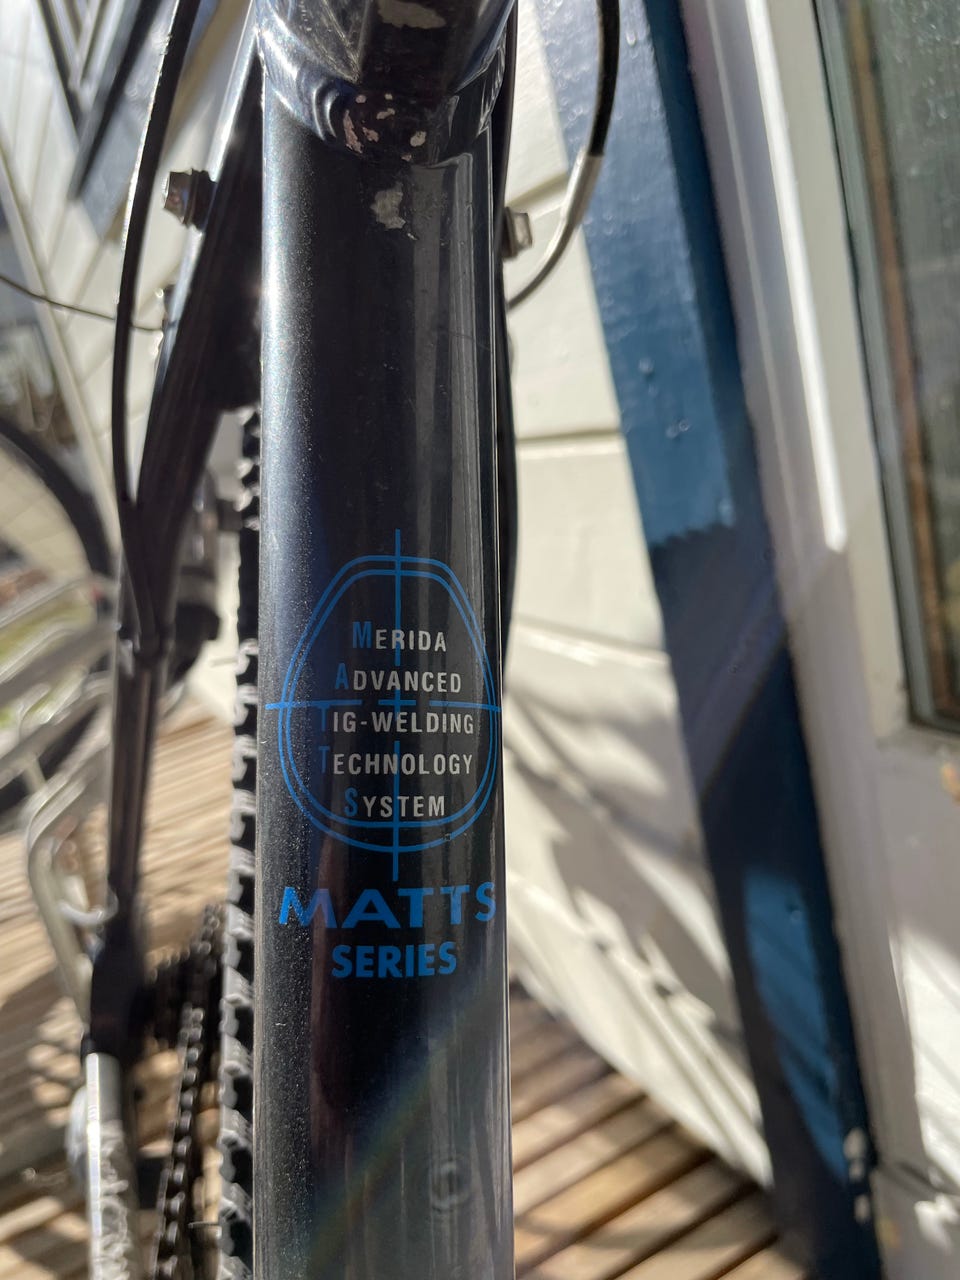 MERIDA
ADVANCED
TIG-WELDING
TECHNOLOGY
SYSTEM
MATTS
SERIES